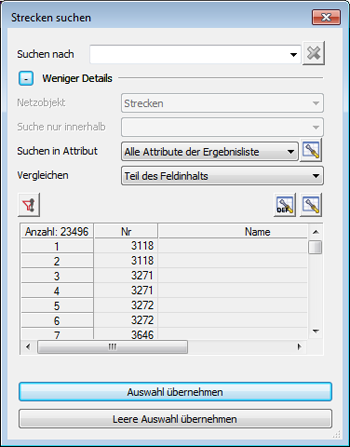 Strecken suchen
Suchen nach
- Weniger Details
Netzobjekt Strecken
Suche nur innerhalb
Suchen in Attribut Alle Attribute der Ergebnisliste
Vergleichen Teil des Feldinhalts
DEF
Anzahl: 23496 Nr Name
1 3118
2 3118
3 3271
4 3271
5 3272
6 3272
7 3646
Auswahl übernehmen
Leere Auswahl übernehmen